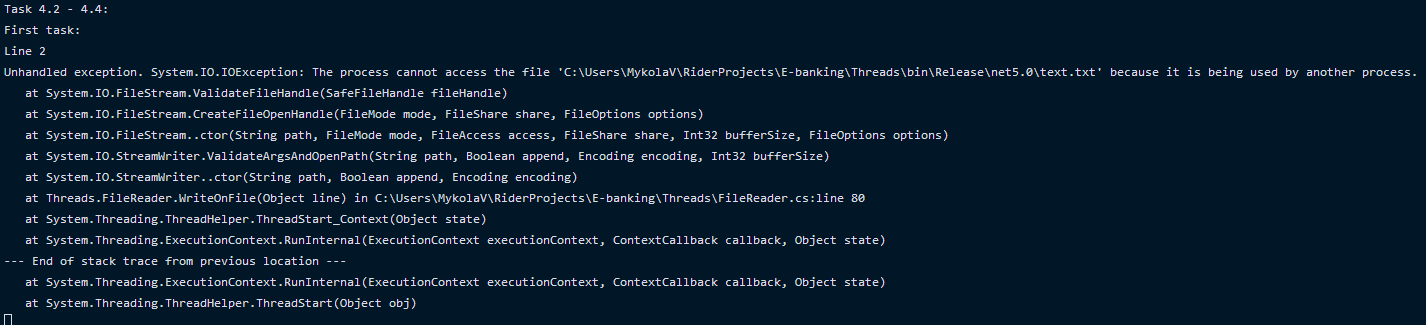 Task 4.2 - 4.4:
First task:
Line 2
Unhandled exception. System.IO.IOException: The process cannot access the file 'C:\Users\MykolaV\RiderProjects\E-banking\Threads\bin\Release\net5.0\text.txt' because it is being used by another process.
   at System.IO.FileStream.ValidateFileHandle(SafeFileHandle fileHandle)
   at System.IO.FileStream.CreateFileOpenHandle(FileMode mode, FileShare share, FileOptions options)
   at System.IO.FileStream..ctor(String path, FileMode mode, FileAccess access, FileShare share, Int32 bufferSize, FileOptions options)
   at System.IO.StreamWriter.ValidateArgsAndOpenPath(String path, Boolean append, Encoding encoding, Int32 bufferSize)
   at System.IO.StreamWriter..ctor(String path, Boolean append, Encoding encoding)
   at Threads.FileReader.WriteOnFile(Object line) in C:\Users\MykolaV\RiderProjects\E-banking\Threads\FileReader.cs:line 80
   at System.Threading.ThreadHelper.ThreadStart_Context(Object state)
   at System.Threading.ExecutionContext.RunInternal(ExecutionContext executionContext, ContextCallback callback, Object state)
--- End of stack trace from previous location ---
   at System.Threading.ExecutionContext.RunInternal(ExecutionContext executionContext, ContextCallback callback, Object state)
   at System.Threading.ThreadHelper.ThreadStart(Object obj)